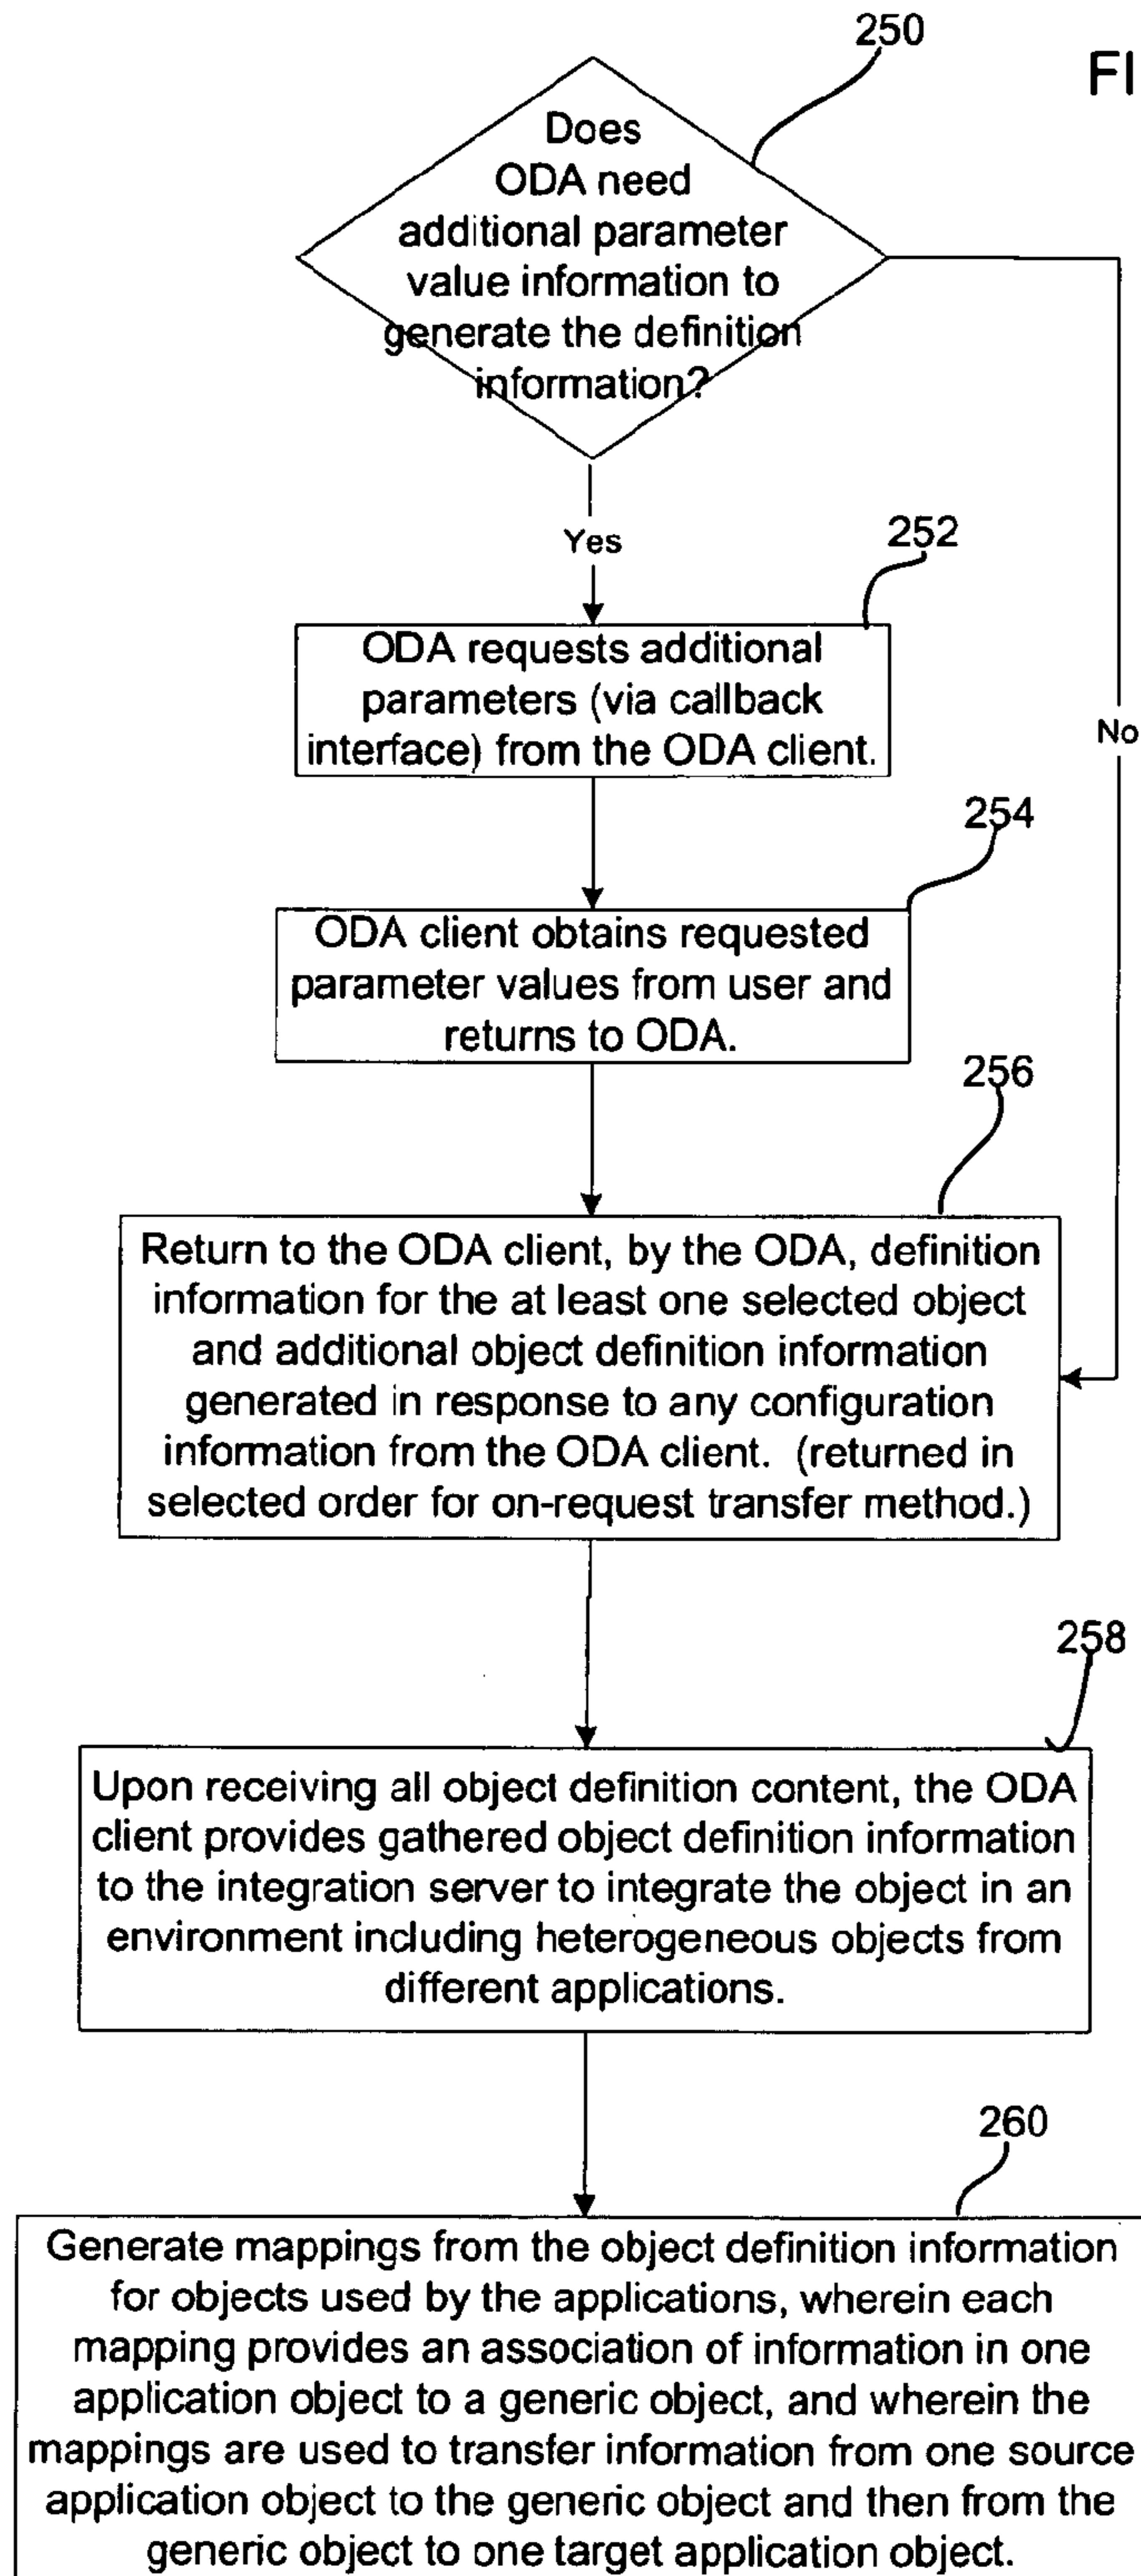 250
FI
Does
ODA need
additional parameter
value information to
generate the definition
information?
Yes
No
252
ODA requests additional
parameters (via callback
interface) from the ODA client.
254
ODA client obtains requested
parameter values from user and
returns to ODA.
256
Return to the ODA client, by the ODA, definition
information for the at least one selected object
and additional object definition information
generated in response to any configuration
information from the ODA client. (returned in
selected order for on-request transfer method.)
258
Upon receiving all object definition content, the ODA
client provides gathered object definition information
to the integration server to integrate the object in an
environment including heterogeneous objects from
different applications.
260
Generate mappings from the object definition information
for objects used by the applications, wherein each
mapping provides an association of information in one
application object to a generic object, and wherein the
mappings are used to transfer information from one source
application object to the generic object and then from the
generic object to one target application object.